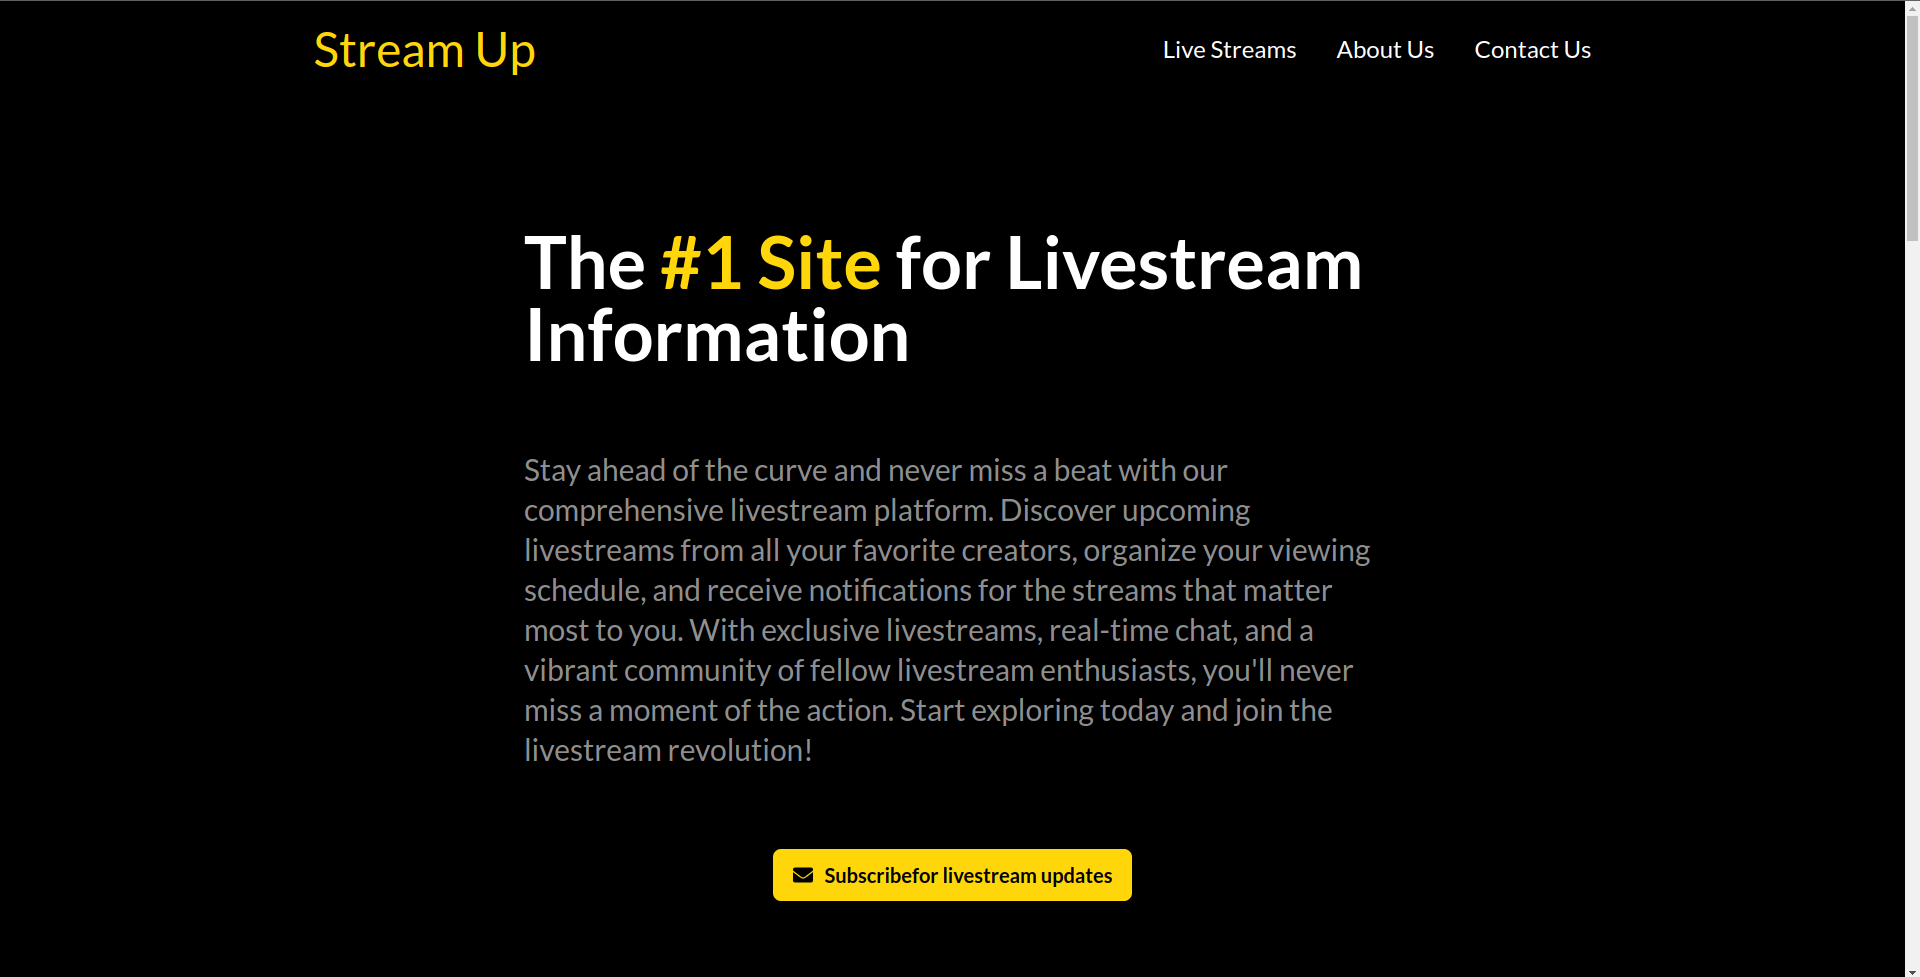 Stream Up
Live Streams
About Us
Contact Us
The #1 Site for Livestream
Information
Stay ahead of the curve and never miss a beat with our
comprehensive livestream platform. Discover upcoming
livestreams from all your favorite creators, organize your viewing
schedule, and receive notifications for the streams that matter
most to you. With exclusive livestreams, real-time chat, and a
vibrant community of fellow livestream enthusiasts, you'll never
miss a moment of the action. Start exploring today and join the
livestream revolution!
Subscribefor livestream updates